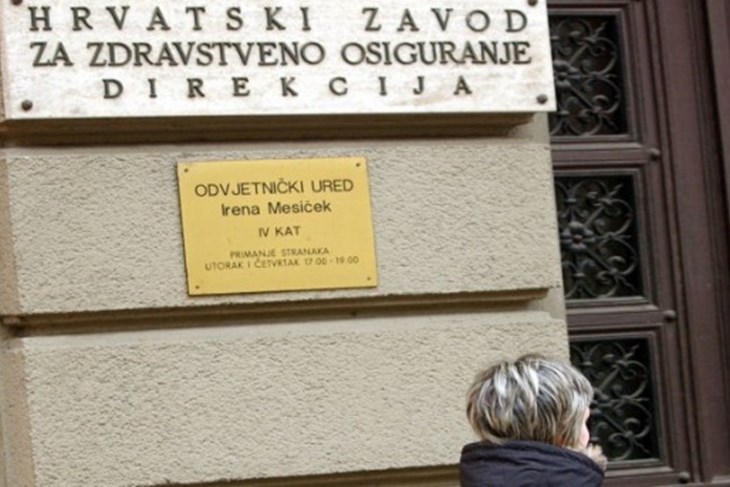 HRVATSKI ZAVOD
ZA ZDRAVSTVENO OSIGURANJE
DIREKCIJA
ODVJETNIČKI URED
Irena Mesiček
IV KAT
PRIMANJE STRANAKA
UTORAK I ČETVRTAK 17.00-19.00